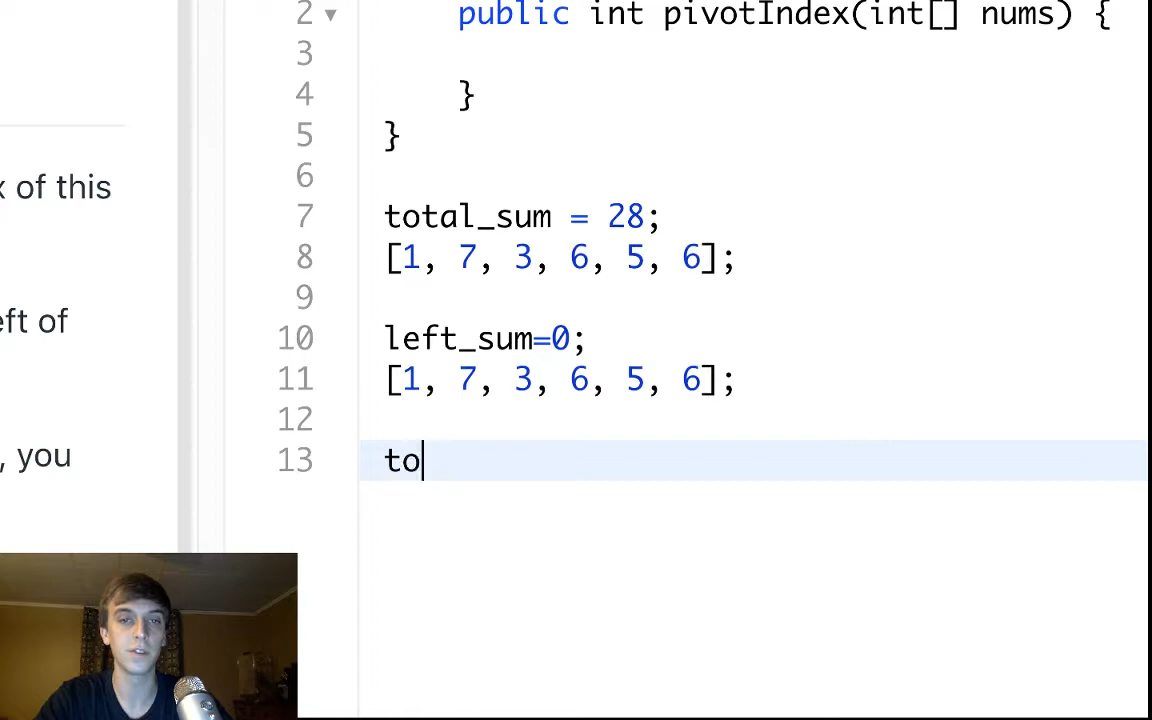 2 public int pivotIndex(int[] nums) {
3
4 }
5 }
6
7 total_sum = 28;
8 [1, 7, 3, 6, 5, 6];
9
10 left_sum=0;
11 [1, 7, 3, 6, 5, 6];
12
13 to
of this
of
, you